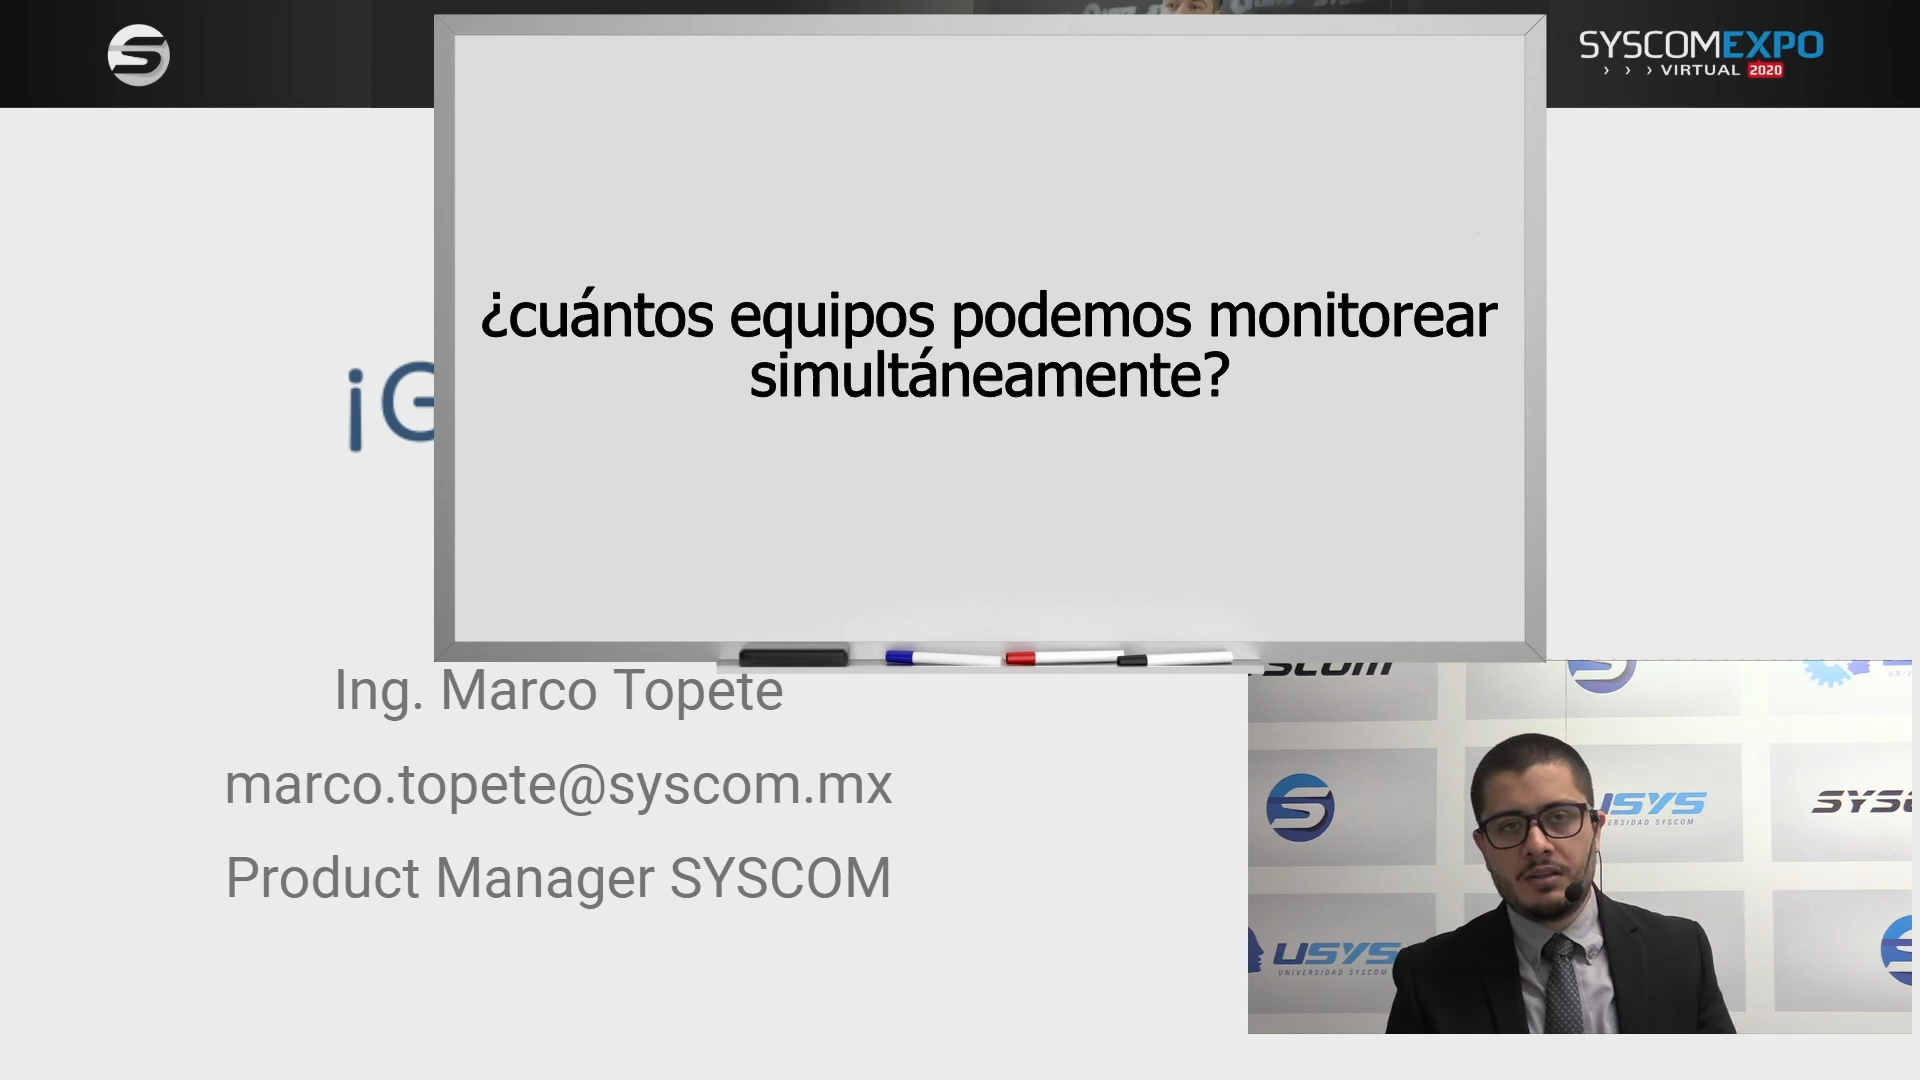 SYSCOMEXPO
VIRTUAL 2020
¿cuántos equipos podemos monitorear
simultáneamente?
Ing. Marco Topete
marco.topete@syscom.mx
Product Manager SYSCOM
USYS
UNIVERSIDAD SYSCOM